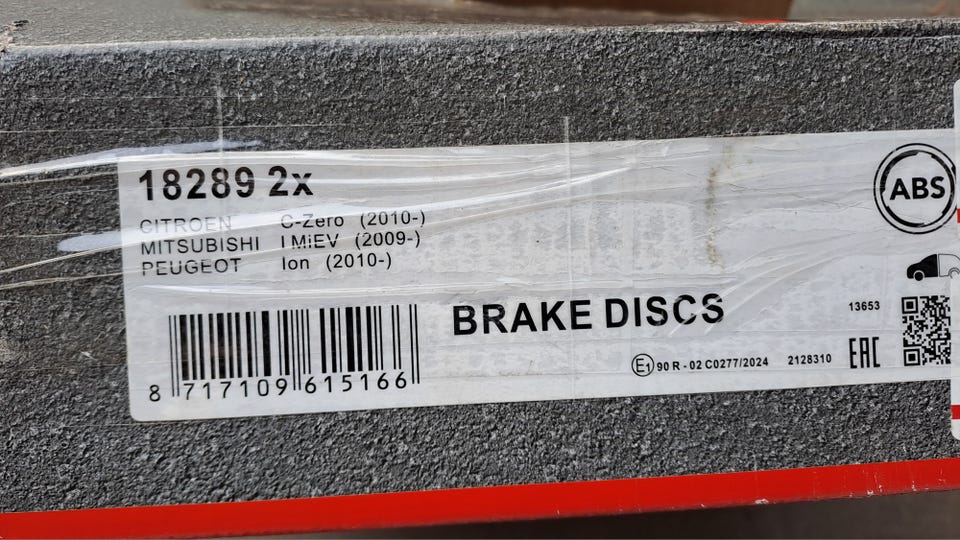 18289 2x
CITROEN C-Zero (2010-)
MITSUBISHI I MiEV (2009-)
PEUGEOT Ion (2010-)
ABS
BRAKE DISCS
13653
E1 90 R - 02 C0277/2024 2128310 EAC
8 717109 615166